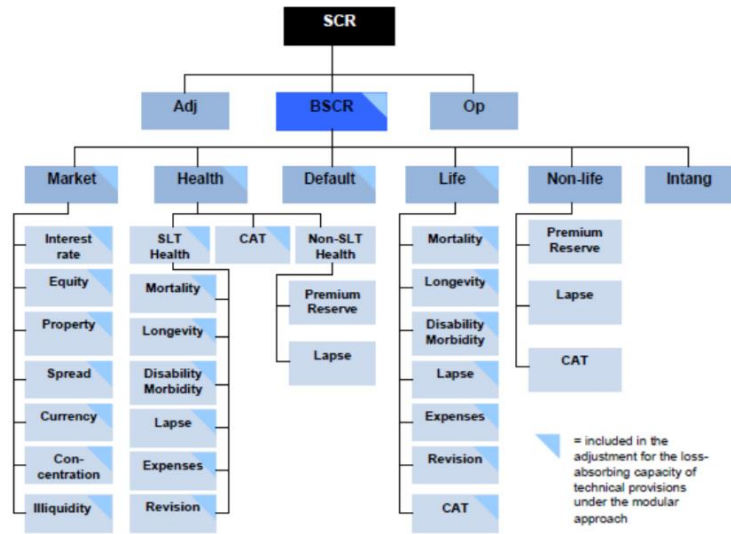 SCR
Adj
BSCR
Op
Market
Health
Default
Life
Non-life
Intang
Interest
rate
Equity
Property
Spread
Currency
Con-
centration
Illiquidity
SLT
Health
CAT
Non-SLT
Health
Mortality
Longevity
Disability
Morbidity
Lapse
Expenses
Revision
Premium
Reserve
Lapse
Mortality
Longevity
Disability
Morbidity
Lapse
Expenses
Revision
CAT
Premium
Reserve
Lapse
CAT
= included in the
adjustment for the loss-
absorbing capacity of
technical provisions
under the modular
approach